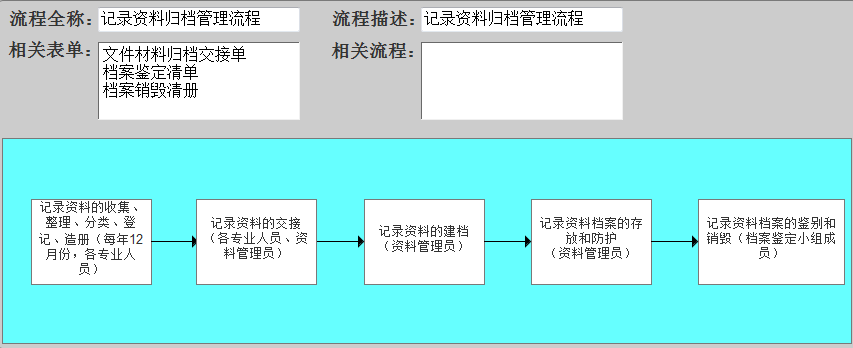 流程全称：记录资料归档管理流程
流程描述：记录资料归档管理流程
相关表单：
相关流程：
文件材料归档交接单
档案鉴定清单
档案销毁清册
记录资料的收集、
整理、分类、登
记、造册（每年12
月份，各专业人
员）
记录资料的交接
（各专业人员、资
料管理员）
记录资料的建档
（资料管理员）
记录资料档案的存
放和防护
（资料管理员）
记录资料档案的鉴别和
销毁（档案鉴定小组成
员）